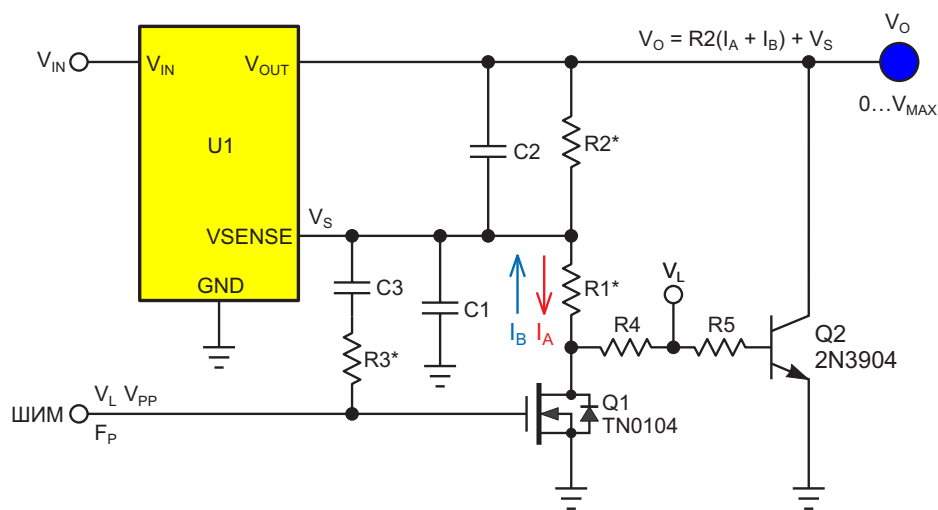 V_O = R2(I_A + I_B) + V_S
V_O
V_IN
V_IN
V_OUT
0...V_MAX
U1
C2
R2*
V_S
VSENSE
GND
C3
C1
I_B
I_A
R1*
V_L
R4
R5
Q2
2N3904
R3*
ШИМ
V_L V_PP
F_P
Q1
TN0104